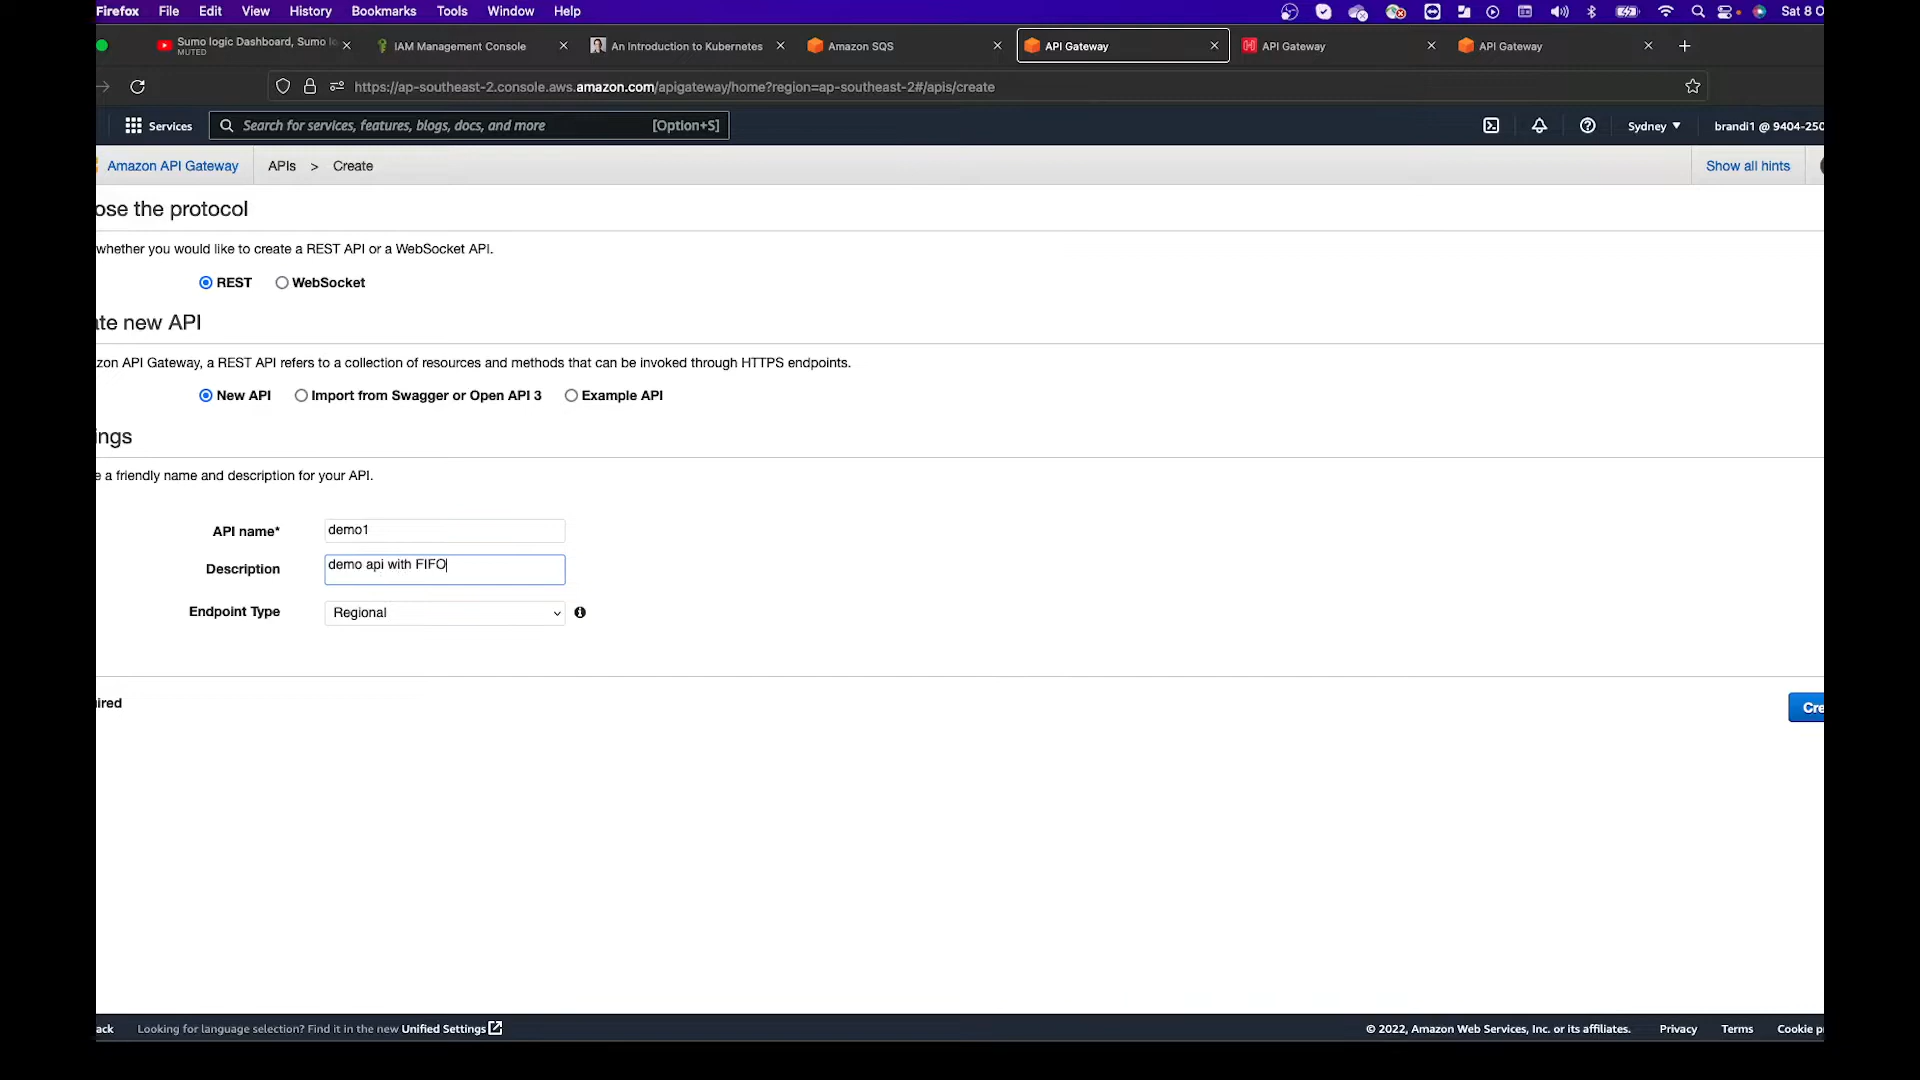 Firefox File Edit View History Bookmarks Tools Window Help Sat 8 O
Sumo logic Dashboard, Sumo lo
MUTED
IAM Management Console
An Introduction to Kubernetes
Amazon SQS
API Gateway
API Gateway
API Gateway
https://ap-southeast-2.console.aws.amazon.com/apigateway/home?region=ap-southeast-2#/apis/create
Services Search for services, features, blogs, docs, and more [Option+S] Sydney brandi1 @ 9404-250
Amazon API Gateway APIs > Create Show all hints
ose the protocol
whether you would like to create a REST API or a WebSocket API.
REST WebSocket
ate new API
zon API Gateway, a REST API refers to a collection of resources and methods that can be invoked through HTTPS endpoints.
New API Import from Swagger or Open API 3 Example API
ings
e a friendly name and description for your API.
API name* demo1
Description demo api with FIFO
Endpoint Type Regional
ired Cre
ack Looking for language selection? Find it in the new Unified Settings © 2022, Amazon Web Services, Inc. or its affiliates. Privacy Terms Cookie p